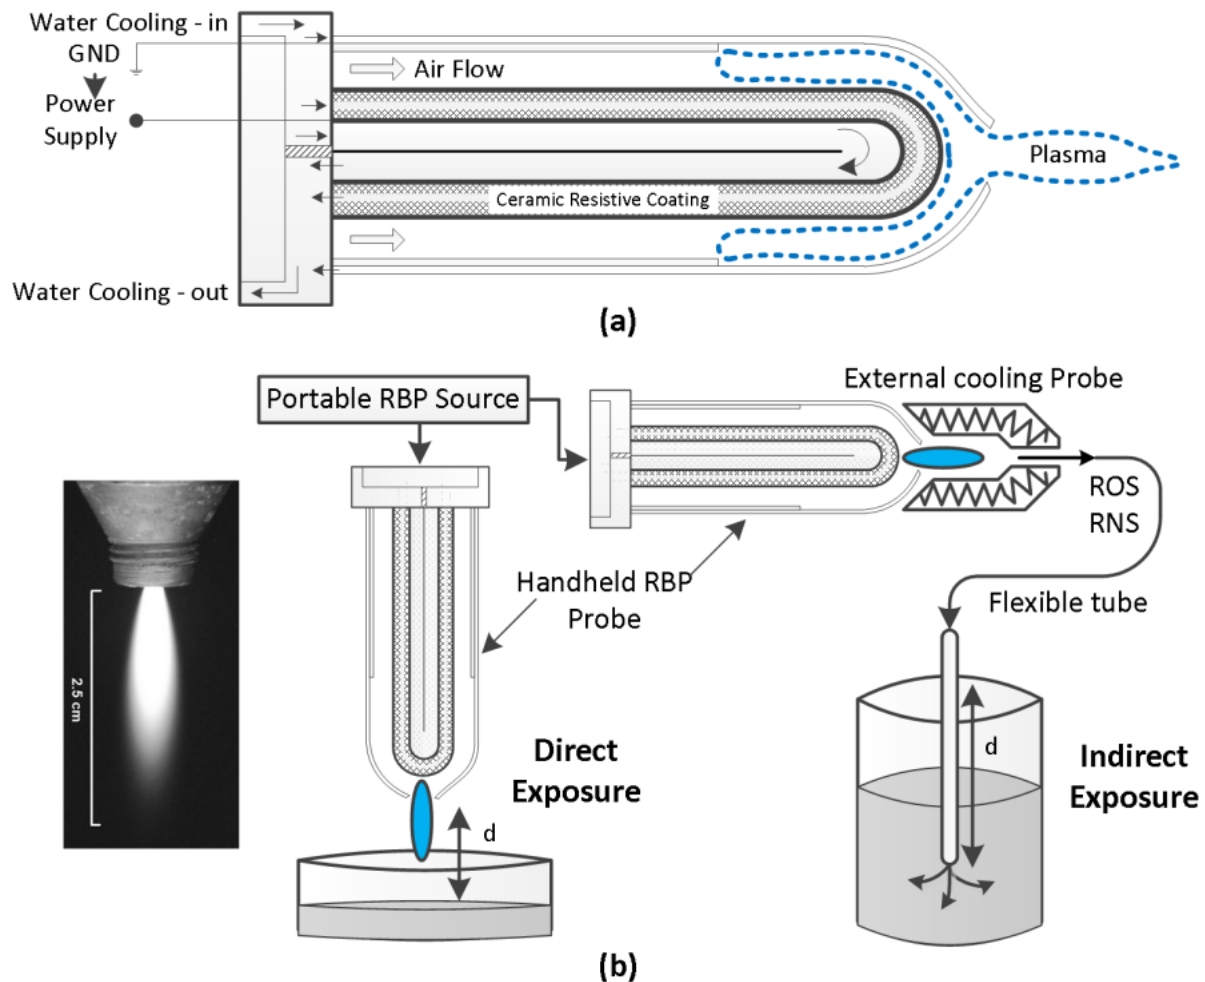 Water Cooling - in
GND
Power
Supply
Air Flow
Plasma
Ceramic Resistive Coating
Water Cooling - out
(a)
Portable RBP Source
External cooling Probe
ROS
RNS
Handheld RBP
Probe
Flexible tube
2.5 cm
Direct
Exposure
d
d
Indirect
Exposure
(b)